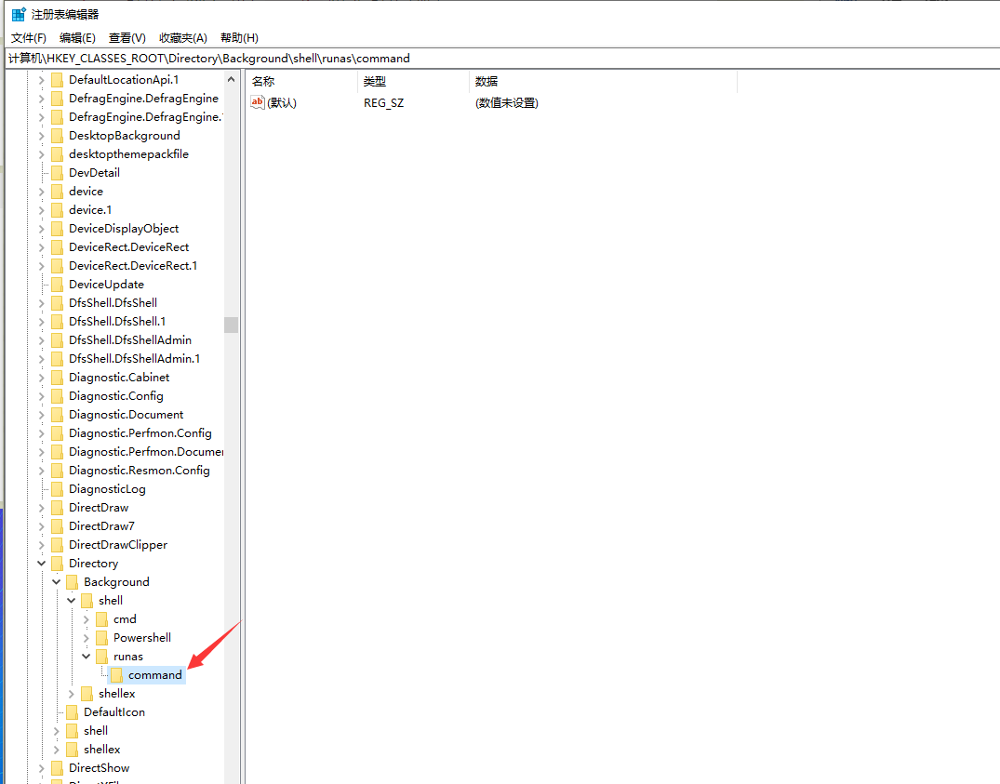 注册表编辑器
文件(F) 编辑(E) 查看(V) 收藏夹(A) 帮助(H)
计算机\HKEY_CLASSES_ROOT\Directory\Background\shell\runas\command
名称 类型 数据
ab (默认) REG_SZ (数值未设置)
DefaultLocationApi.1
DefragEngine.DefragEngine
DefragEngine.DefragEngine.
DesktopBackground
desktopthemepackfile
DevDetail
device
device.1
DeviceDisplayObject
DeviceRect.DeviceRect
DeviceRect.DeviceRect.1
DeviceUpdate
DfsShell.DfsShell
DfsShell.DfsShell.1
DfsShell.DfsShellAdmin
DfsShell.DfsShellAdmin.1
Diagnostic.Cabinet
Diagnostic.Config
Diagnostic.Document
Diagnostic.Perfmon.Config
Diagnostic.Perfmon.Documen
Diagnostic.Resmon.Config
DiagnosticLog
DirectDraw
DirectDraw7
DirectDrawClipper
Directory
Background
shell
cmd
Powershell
runas
command
shellex
DefaultIcon
shell
shellex
DirectShow